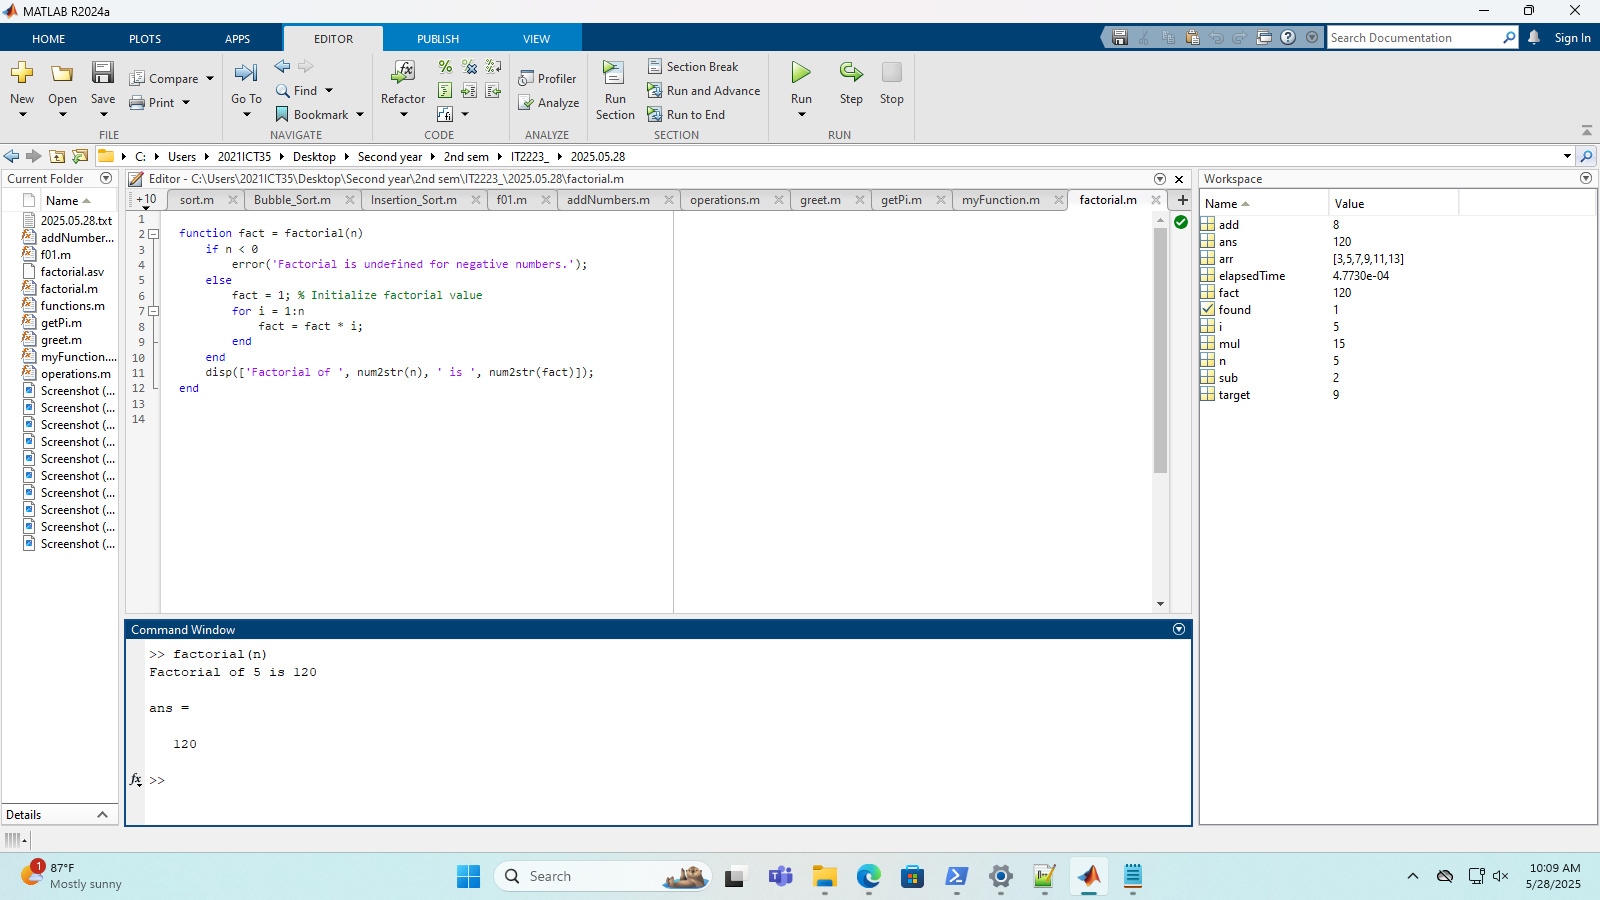 MATLAB R2024a
HOME PLOTS APPS EDITOR PUBLISH VIEW
Search Documentation
Sign In
New Open Save Compare Print
FILE
Go To Find Bookmark
NAVIGATE
Refactor
CODE
Profiler
Analyze
ANALYZE
Run Section
Section Break
Run and Advance
Run to End
SECTION
Run Step Stop
RUN
C: Users 2021ICT35 Desktop Second year 2nd sem IT2223_ 2025.05.28
Current Folder
Name
2025.05.28.txt
addNumber...
f01.m
factorial.asv
factorial.m
functions.m
getPi.m
greet.m
myFunction....
operations.m
Screenshot (...
Screenshot (...
Screenshot (...
Screenshot (...
Screenshot (...
Screenshot (...
Screenshot (...
Screenshot (...
Screenshot (...
Screenshot (...
Details
Editor - C:\Users\2021ICT35\Desktop\Second year\2nd sem\IT2223_\2025.05.28\factorial.m
+10 sort.m Bubble_Sort.m Insertion_Sort.m f01.m addNumbers.m operations.m greet.m getPi.m myFunction.m factorial.m
1
2 function fact = factorial(n)
3 if n < 0
4 error('Factorial is undefined for negative numbers.');
5 else
6 fact = 1; % Initialize factorial value
7 for i = 1:n
8 fact = fact * i;
9 end
10 end
11 disp(['Factorial of ', num2str(n), ' is ', num2str(fact)]);
12 end
13
14
Command Window
>> factorial(n)
Factorial of 5 is 120
ans =
120
fx >>
Workspace
Name Value
add 8
ans 120
arr [3,5,7,9,11,13]
elapsedTime 4.7730e-04
fact 120
found 1
i 5
mul 15
n 5
sub 2
target 9
1
87°F
Mostly sunny
Search
10:09 AM
5/28/2025